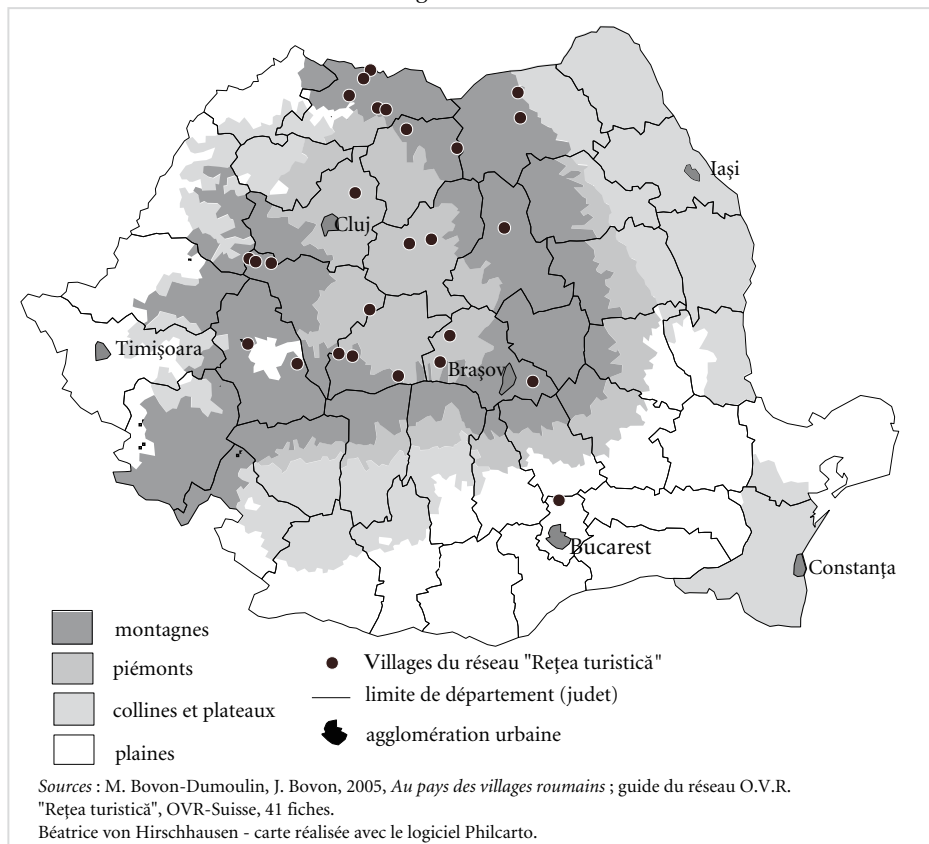 Iaşi
Cluj
Timişoara
Braşov
Bucarest
Constanţa
montagnes
piémonts
collines et plateaux
plaines
Villages du réseau "Reţea turistică"
limite de département (judet)
agglomération urbaine
Sources : M. Bovon-Dumoulin, J. Bovon, 2005, Au pays des villages roumains ; guide du réseau O.V.R.
"Reţea turistică", OVR-Suisse, 41 fiches.
Béatrice von Hirschhausen - carte réalisée avec le logiciel Philcarto.